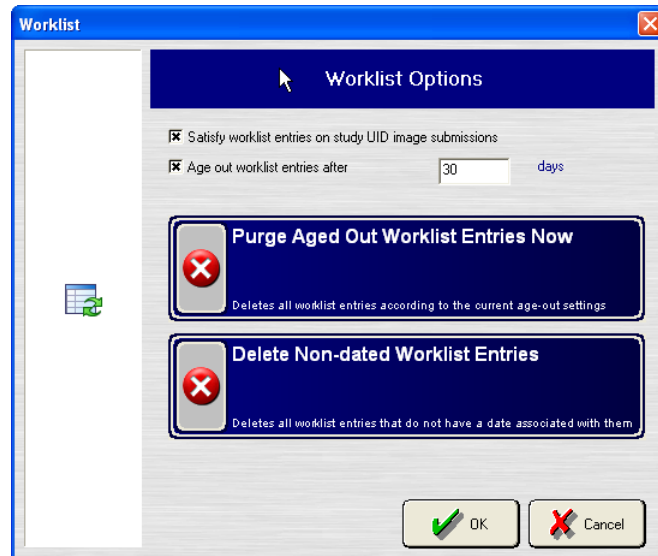 Worklist
Worklist Options
Satisfy worklist entries on study UID image submissions
Age out worklist entries after 30 days
Purge Aged Out Worklist Entries Now
Deletes all worklist entries according to the current age-out settings
Delete Non-dated Worklist Entries
Deletes all worklist entries that do not have a date associated with them
OK Cancel